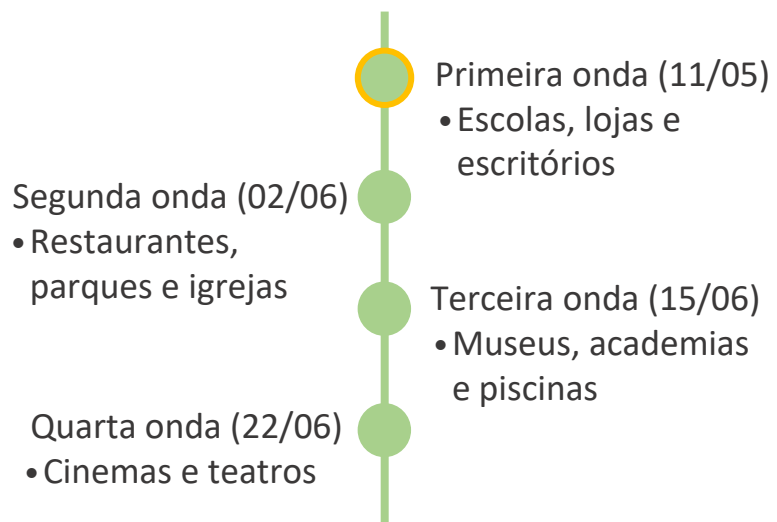 Primeira onda (11/05)
• Escolas, lojas e
escritórios
Segunda onda (02/06)
• Restaurantes,
parques e igrejas
Terceira onda (15/06)
• Museus, academias
e piscinas
Quarta onda (22/06)
• Cinemas e teatros